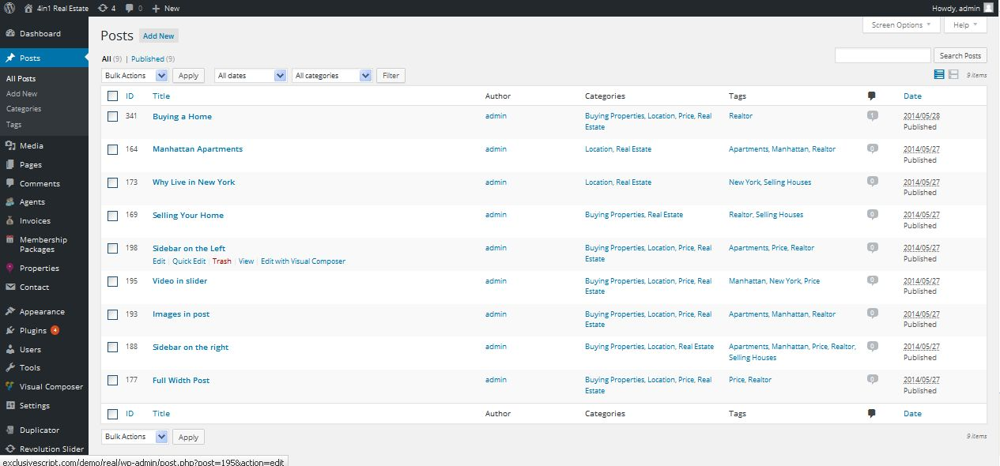 4in1 Real Estate 4 0 New Howdy, admin
Dashboard
Posts
All Posts
Add New
Categories
Tags
Media
Pages
Comments
Agents
Invoices
Membership
Packages
Properties
Contact
Appearance
Plugins 4
Users
Tools
Visual Composer
Settings
Duplicator
Revolution Slider
Screen Options Help
Posts Add New
All (9) | Published (9)
Search Posts
Bulk Actions Apply All dates All categories Filter 9 items
ID Title Author Categories Tags Date
341 Buying a Home admin Buying Properties, Location, Price, Real Realtor 1 2014/05/28
Estate Published
164 Manhattan Apartments admin Location, Real Estate Apartments, Manhattan, Realtor 0 2014/05/27
Published
173 Why Live in New York admin Location, Real Estate New York, Selling Houses 0 2014/05/27
Published
169 Selling Your Home admin Buying Properties, Real Estate Realtor, Selling Houses 0 2014/05/27
Published
198 Sidebar on the Left admin Buying Properties, Location, Price, Real Apartments, Price, Realtor 0 2014/05/27
Edit | Quick Edit | Trash | View | Edit with Visual Composer Estate Published
195 Video in slider admin Buying Properties, Location, Price, Real Manhattan, New York, Price 0 2014/05/27
Estate Published
193 Images in post admin Buying Properties, Location, Price, Real Apartments, Manhattan, Realtor 0 2014/05/27
Estate Published
188 Sidebar on the right admin Buying Properties, Location, Real Estate Apartments, Manhattan, Price, Realtor, 0 2014/05/27
Selling Houses Published
177 Full Width Post admin Buying Properties, Location, Price, Real Price, Realtor 0 2014/05/27
Estate Published
ID Title Author Categories Tags Date
Bulk Actions Apply 9 items
exclusivescript.com/demo/real/wp-admin/post.php?post=195&action=edit